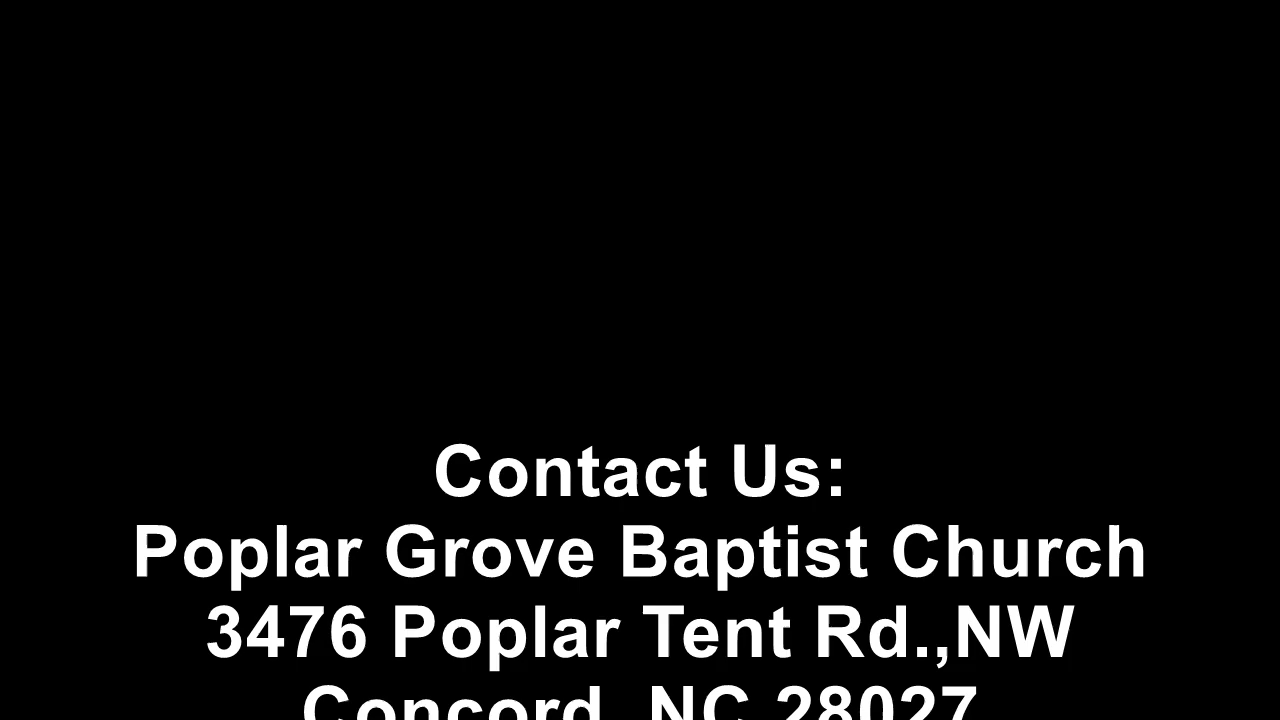 Contact Us:
Poplar Grove Baptist Church
3476 Poplar Tent Rd.,NW
Concord, NC 28027